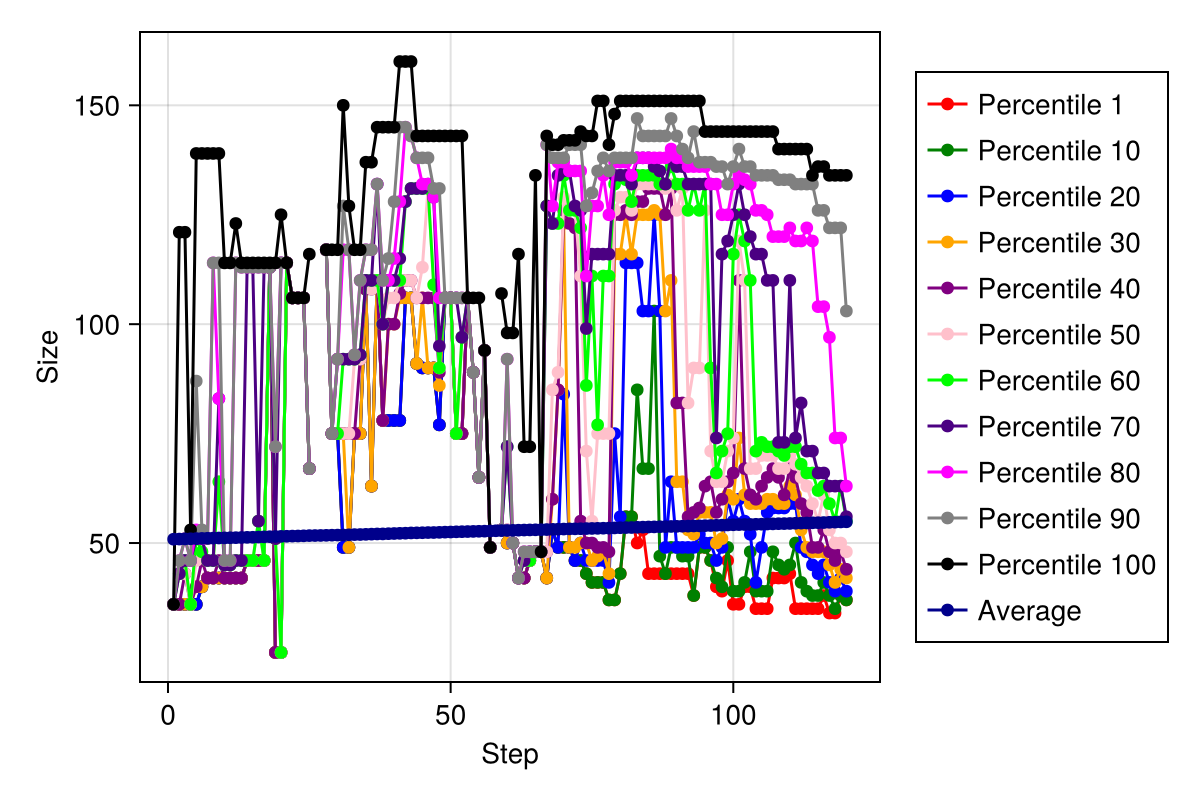 150
100
50
Size
0
50
100
Step
Percentile 1
Percentile 10
Percentile 20
Percentile 30
Percentile 40
Percentile 50
Percentile 60
Percentile 70
Percentile 80
Percentile 90
Percentile 100
Average